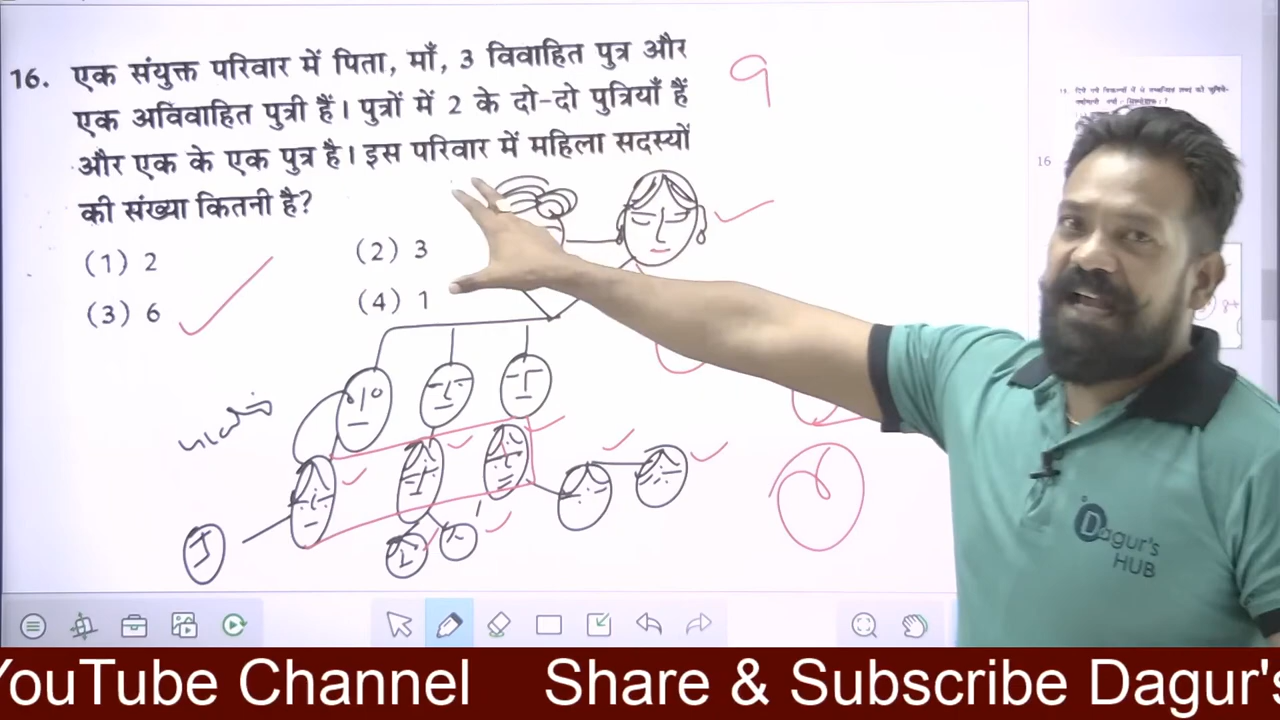 16. एक संयुक्त परिवार में पिता, माँ, 3 विवाहित पुत्र और
एक अविवाहित पुत्री हैं। पुत्रों में 2 के दो-दो पुत्रियाँ हैं
और एक के एक पुत्र है। इस परिवार में महिला सदस्यों
की संख्या कितनी है?
(1) 2
(2) 3
(3) 6
(4) 1
9
16
Dagur's
HUB
YouTube Channel Share & Subscribe Dagur's